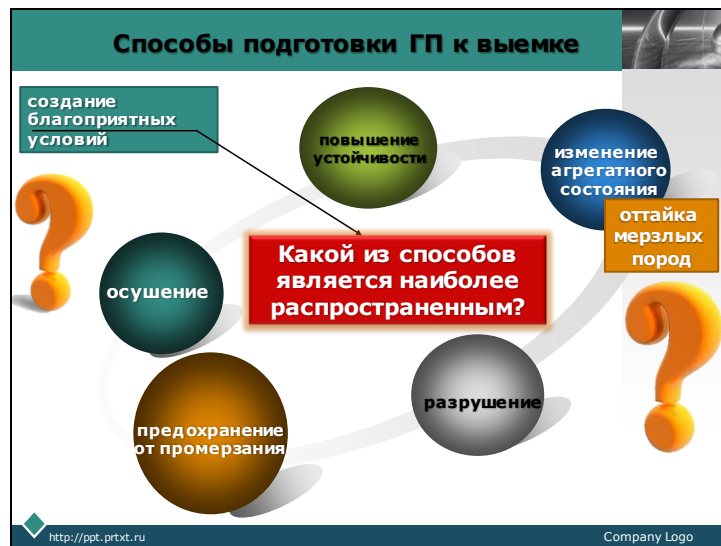 Способы подготовки ГП к выемке
создание
благоприятных
условий
повышение
устойчивости
изменение
агрегатного
состояния
оттайка
мерзлых
пород
Какой из способов
является наиболее
распространенным?
осушение
разрушение
предохранение
от промерзания
http://ppt.prtxt.ru
Company Logo